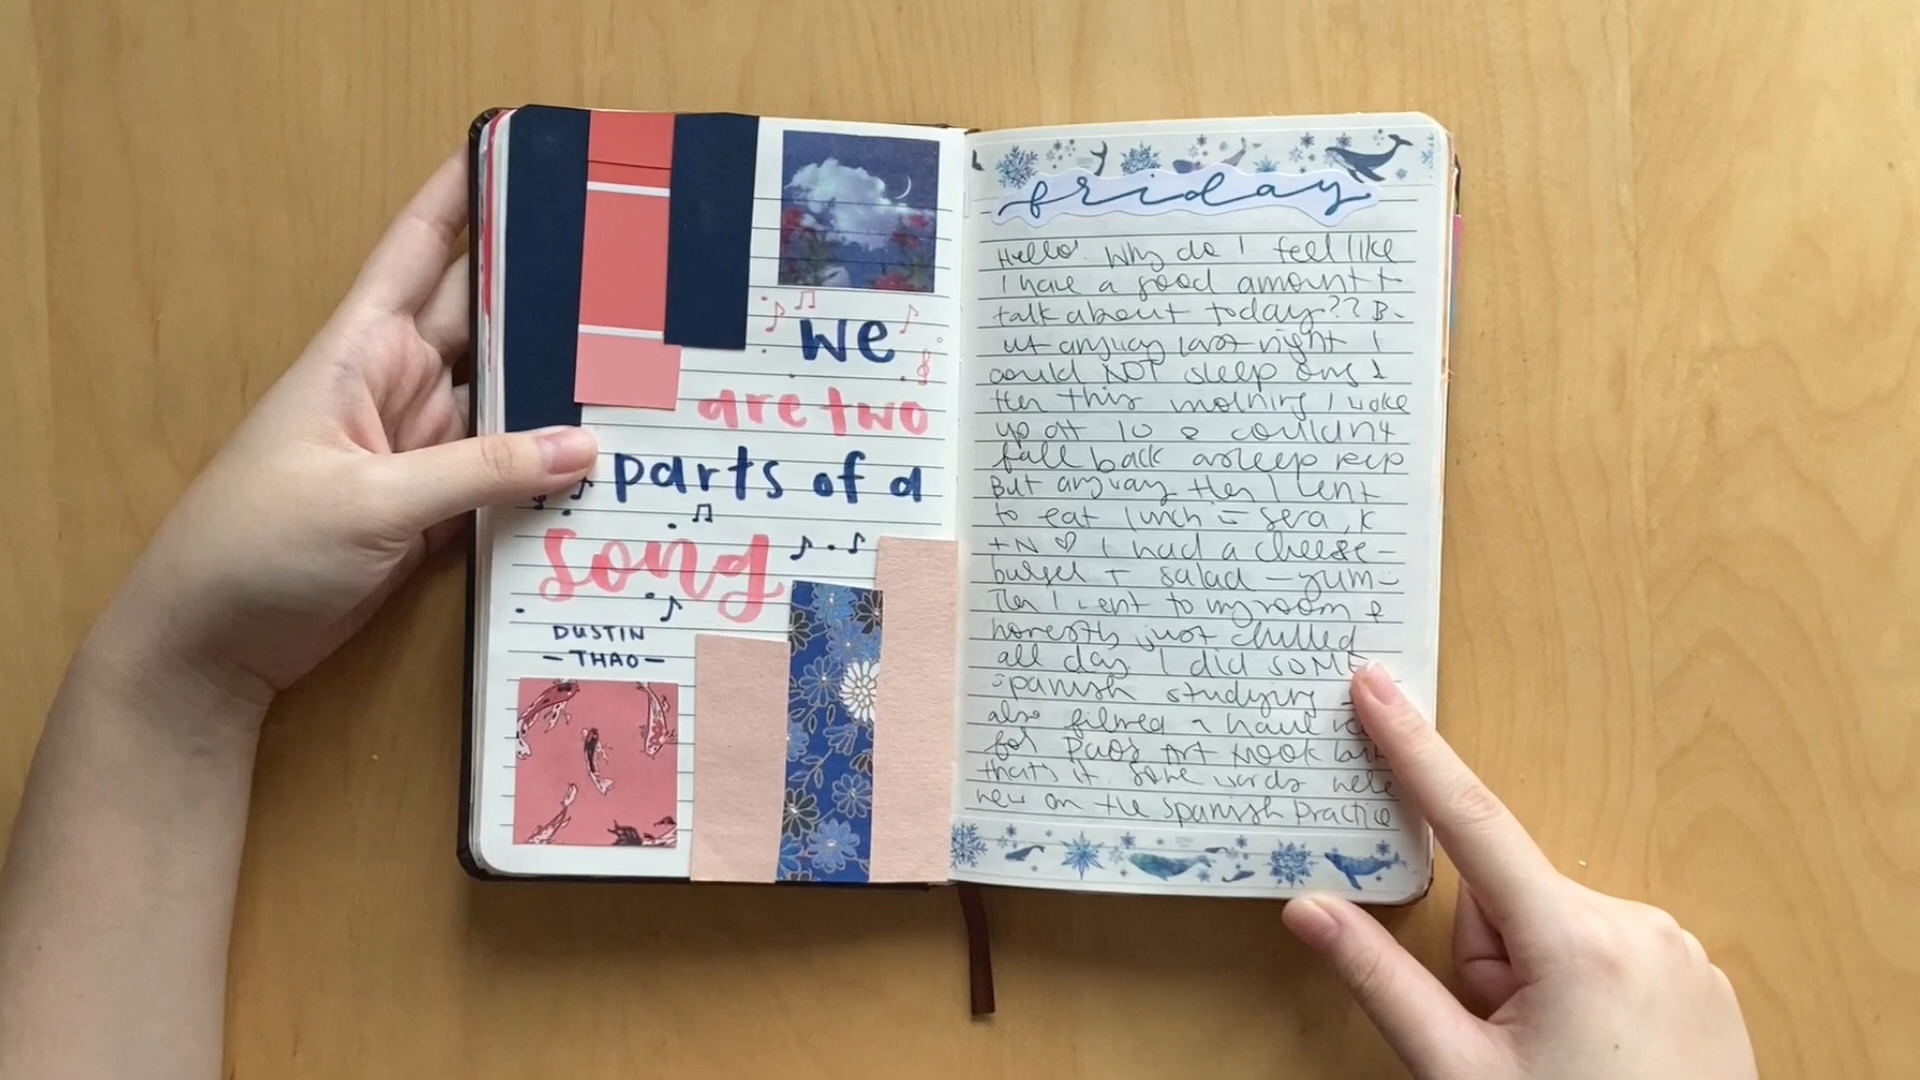 we
are two
parts of a
song
DUSTIN
-THAO-
friday
Hello! Why do I feel like
I have a good amount t
talk about today?? B-
ut anyway last night I
could NOT sleep omg &
then this morning I woke
up at 10 & couldn't
fall back asleep rip
But anyway then I went
to eat lunch = Sera, K
+ N ♡ I had a cheese-
burger + salad - yum-
Then I went to my room &
honestly just chilled
all day I did SOME
Spanish studying
also filmed a haul
for Art Nook but
that's it. Some words were
new on the Spanish practice